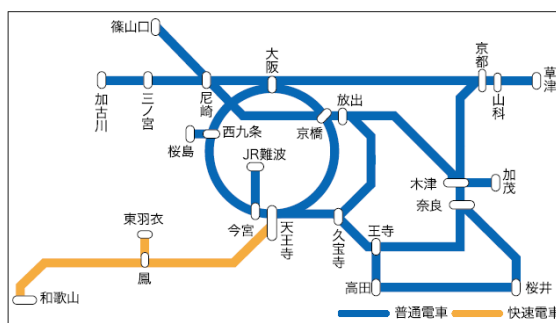 篠山口
大阪
京都
草津
加古川
三ノ宮
尼崎
山科
西九条
京橋
放出
桜島
JR難波
木津
加茂
奈良
東羽衣
今宮
天王寺
久宝寺
王寺
鳳
和歌山
高田
桜井
普通電車
快速電車